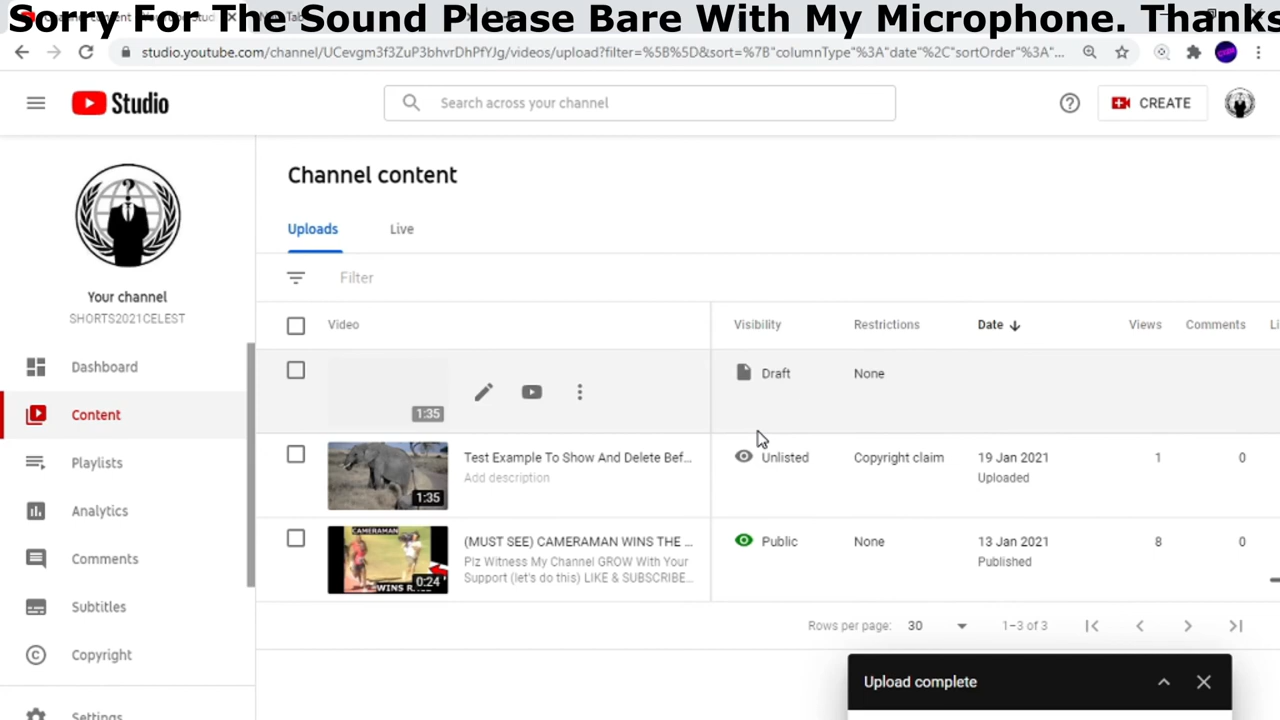 Sorry For The Sound Please Bare With My Microphone. Thanks
studio.youtube.com/channel/UCevgm3f3ZuP3bhvrDhPfYJg/videos/upload?filter=%5B%5D&sort=%7B"columnType"%3A"date"%2C"sortOrder"%3A"...
Studio
Search across your channel
CREATE
Channel content
Uploads
Live
Your channel
SHORTS2021CELEST
Filter
Video
Visibility
Restrictions
Date
Views
Comments
Dashboard
1:35
Draft
None
Content
Test Example To Show And Delete Bef...
Add description
1:35
Unlisted
Copyright claim
19 Jan 2021
Uploaded
1
0
Playlists
Analytics
CAMERAMAN
0:24
(MUST SEE) CAMERAMAN WINS THE ...
Plz Witness My Channel GROW With Your
Support (let's do this) LIKE & SUBSCRIBE...
Public
None
13 Jan 2021
Published
8
0
Comments
Subtitles
Rows per page:
30
1–3 of 3
Copyright
Upload complete
Settings